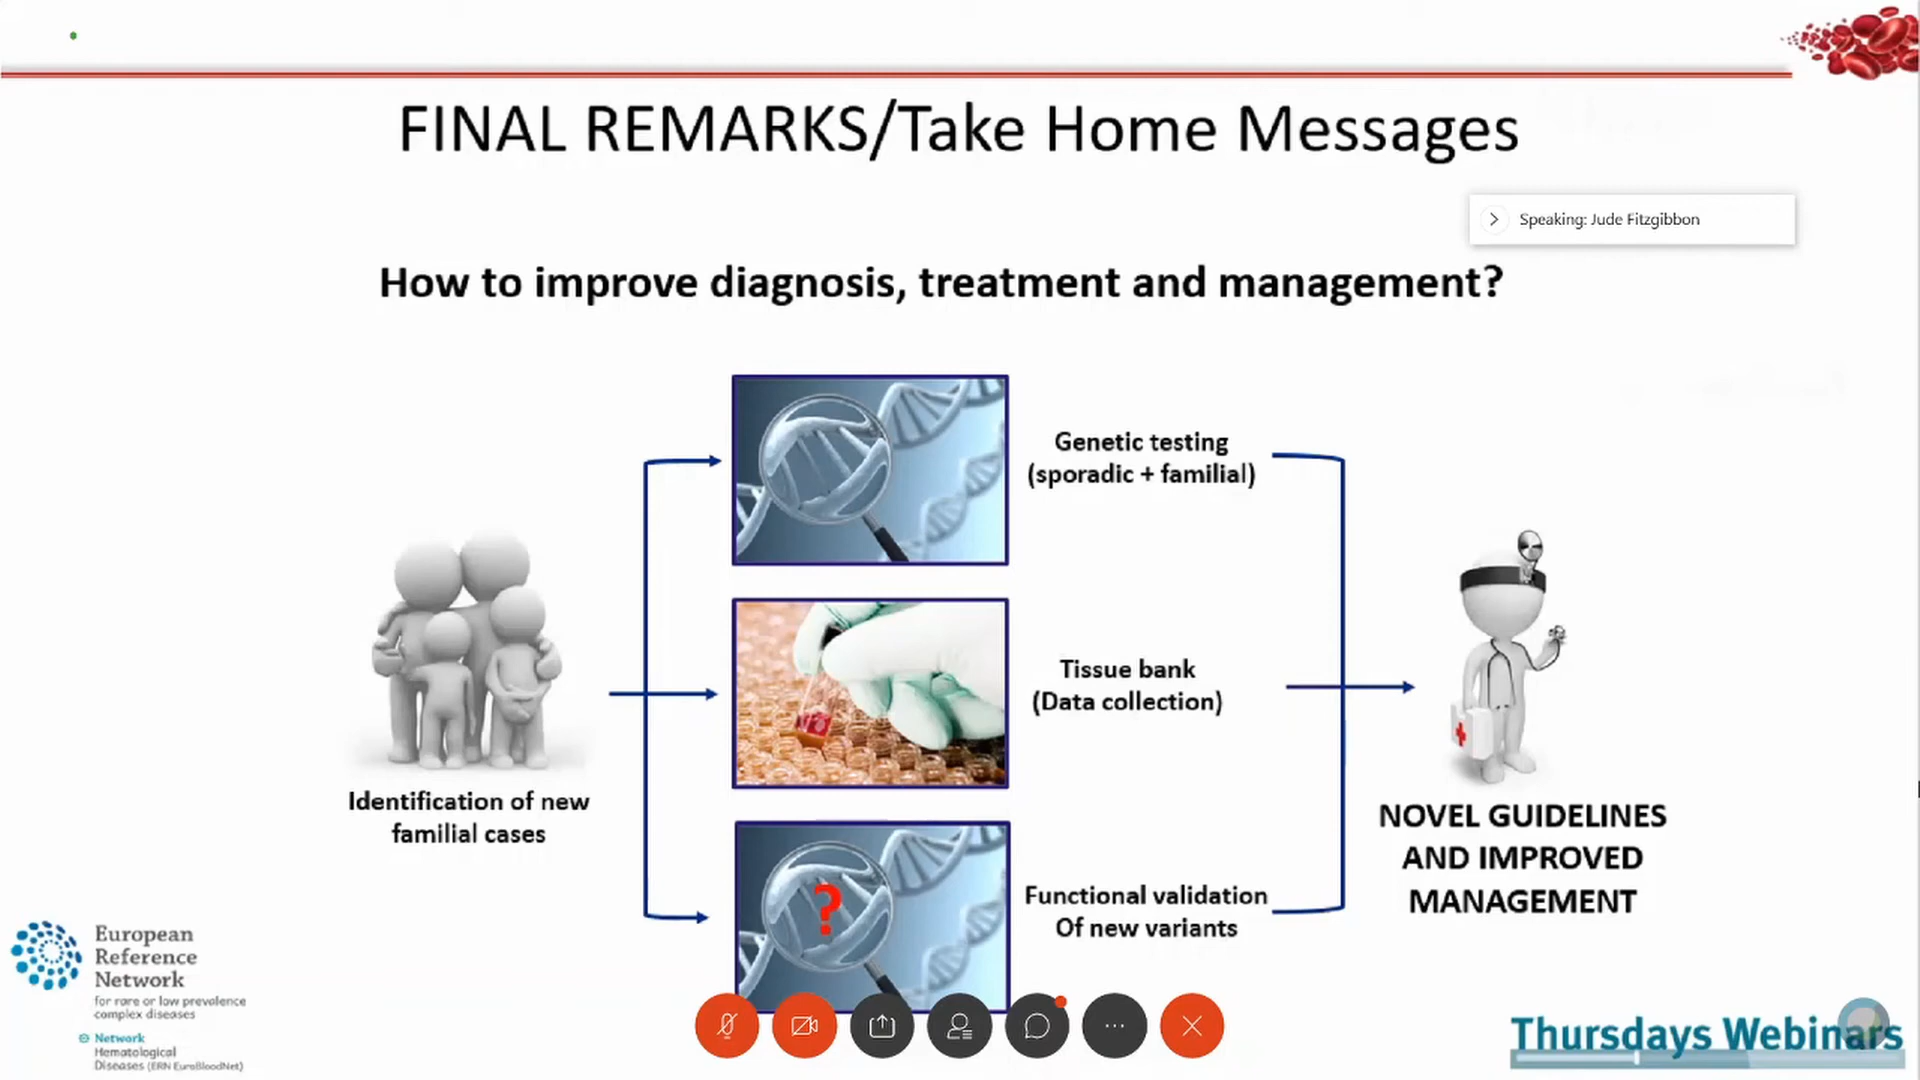 FINAL REMARKS/Take Home Messages
Speaking: Jude Fitzgibbon
How to improve diagnosis, treatment and management?
Genetic testing
(sporadic + familial)
Tissue bank
(Data collection)
Identification of new
familial cases
NOVEL GUIDELINES
AND IMPROVED
MANAGEMENT
?
Functional validation
Of new variants
European
Reference
Network
for rare or low prevalence
complex diseases
Network
Hematological
Diseases (ERN EuroBloodNet)
Thursdays Webinars